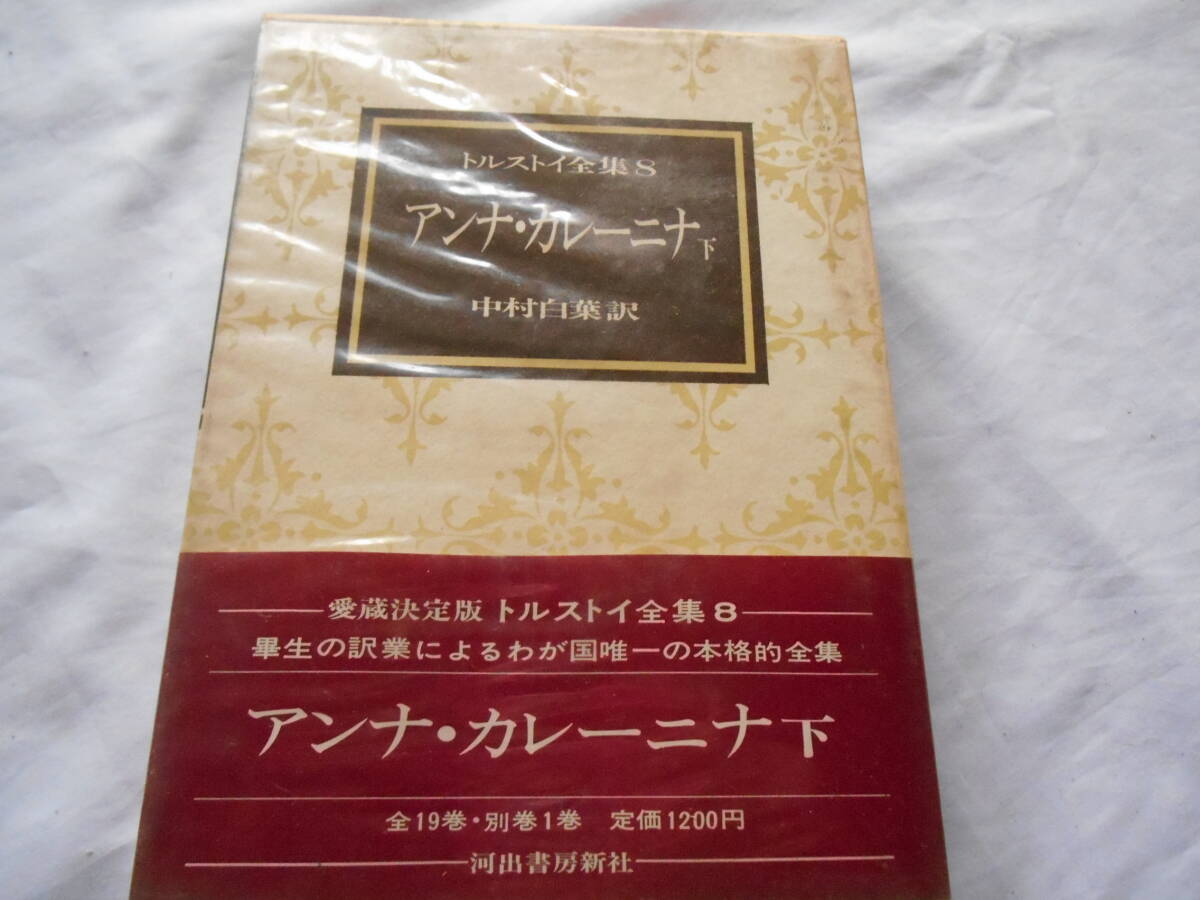 トルストイ全集8
アンナ・カレーニナ下
中村白葉訳
愛蔵決定版 トルストイ全集8
畢生の訳業によるわが国唯一の本格的全集
アンナ・カレーニナ下
全19巻・別巻1巻 定価1200円
河出書房新社